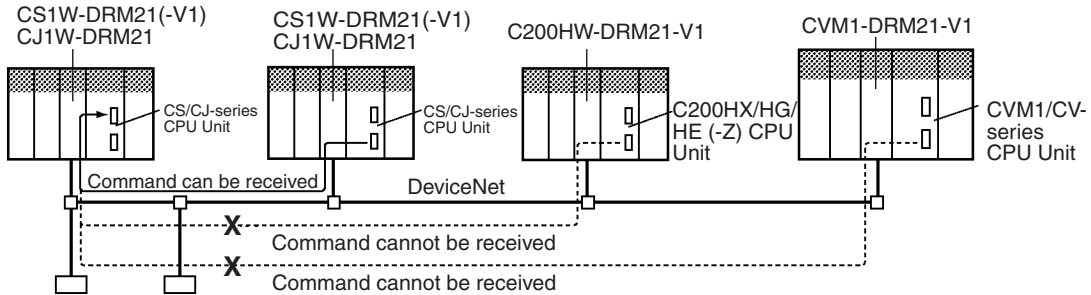 CS1W-DRM21(-V1)
CJ1W-DRM21
CS1W-DRM21(-V1)
CJ1W-DRM21
C200HW-DRM21-V1
CVM1-DRM21-V1
CS/CJ-series
CPU Unit
CS/CJ-series
CPU Unit
C200HX/HG/
HE (-Z) CPU
Unit
CVM1/CV-
series
CPU Unit
Command can be received
DeviceNet
X
Command cannot be received
X
Command cannot be received